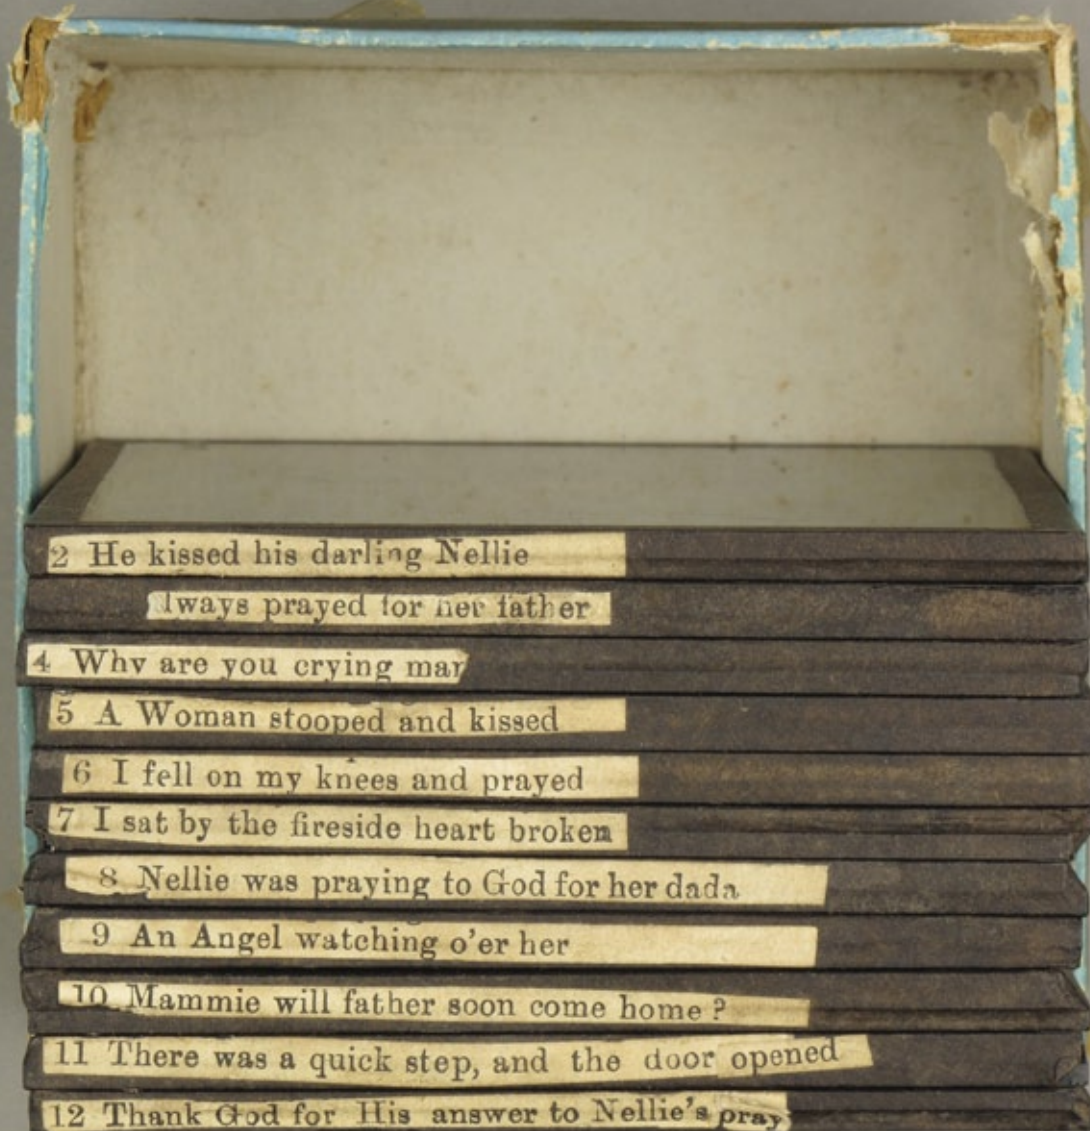 2 He kissed his darling Nellie
lways prayed for her father
4 Why are you crying mar
5 A Woman stooped and kissed
6 I fell on my knees and prayed
7 I sat by the fireside heart broken
8 Nellie was praying to God for her dada
9 An Angel watching o'er her
10 Mammie will father soon come home ?
11 There was a quick step, and the door opened
12 Thank God for His answer to Nellie's pray